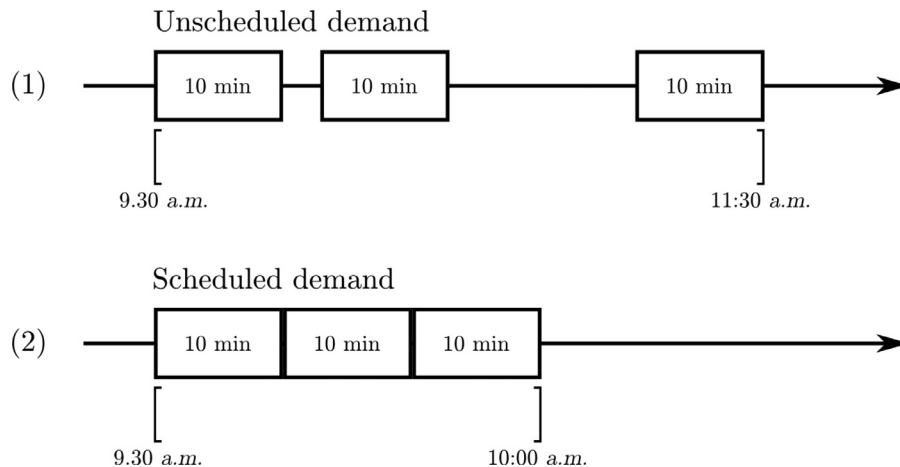 Unscheduled demand
(1) 10 min 10 min 10 min
9.30 a.m. 11:30 a.m.
Scheduled demand
(2) 10 min 10 min 10 min
9.30 a.m. 10:00 a.m.